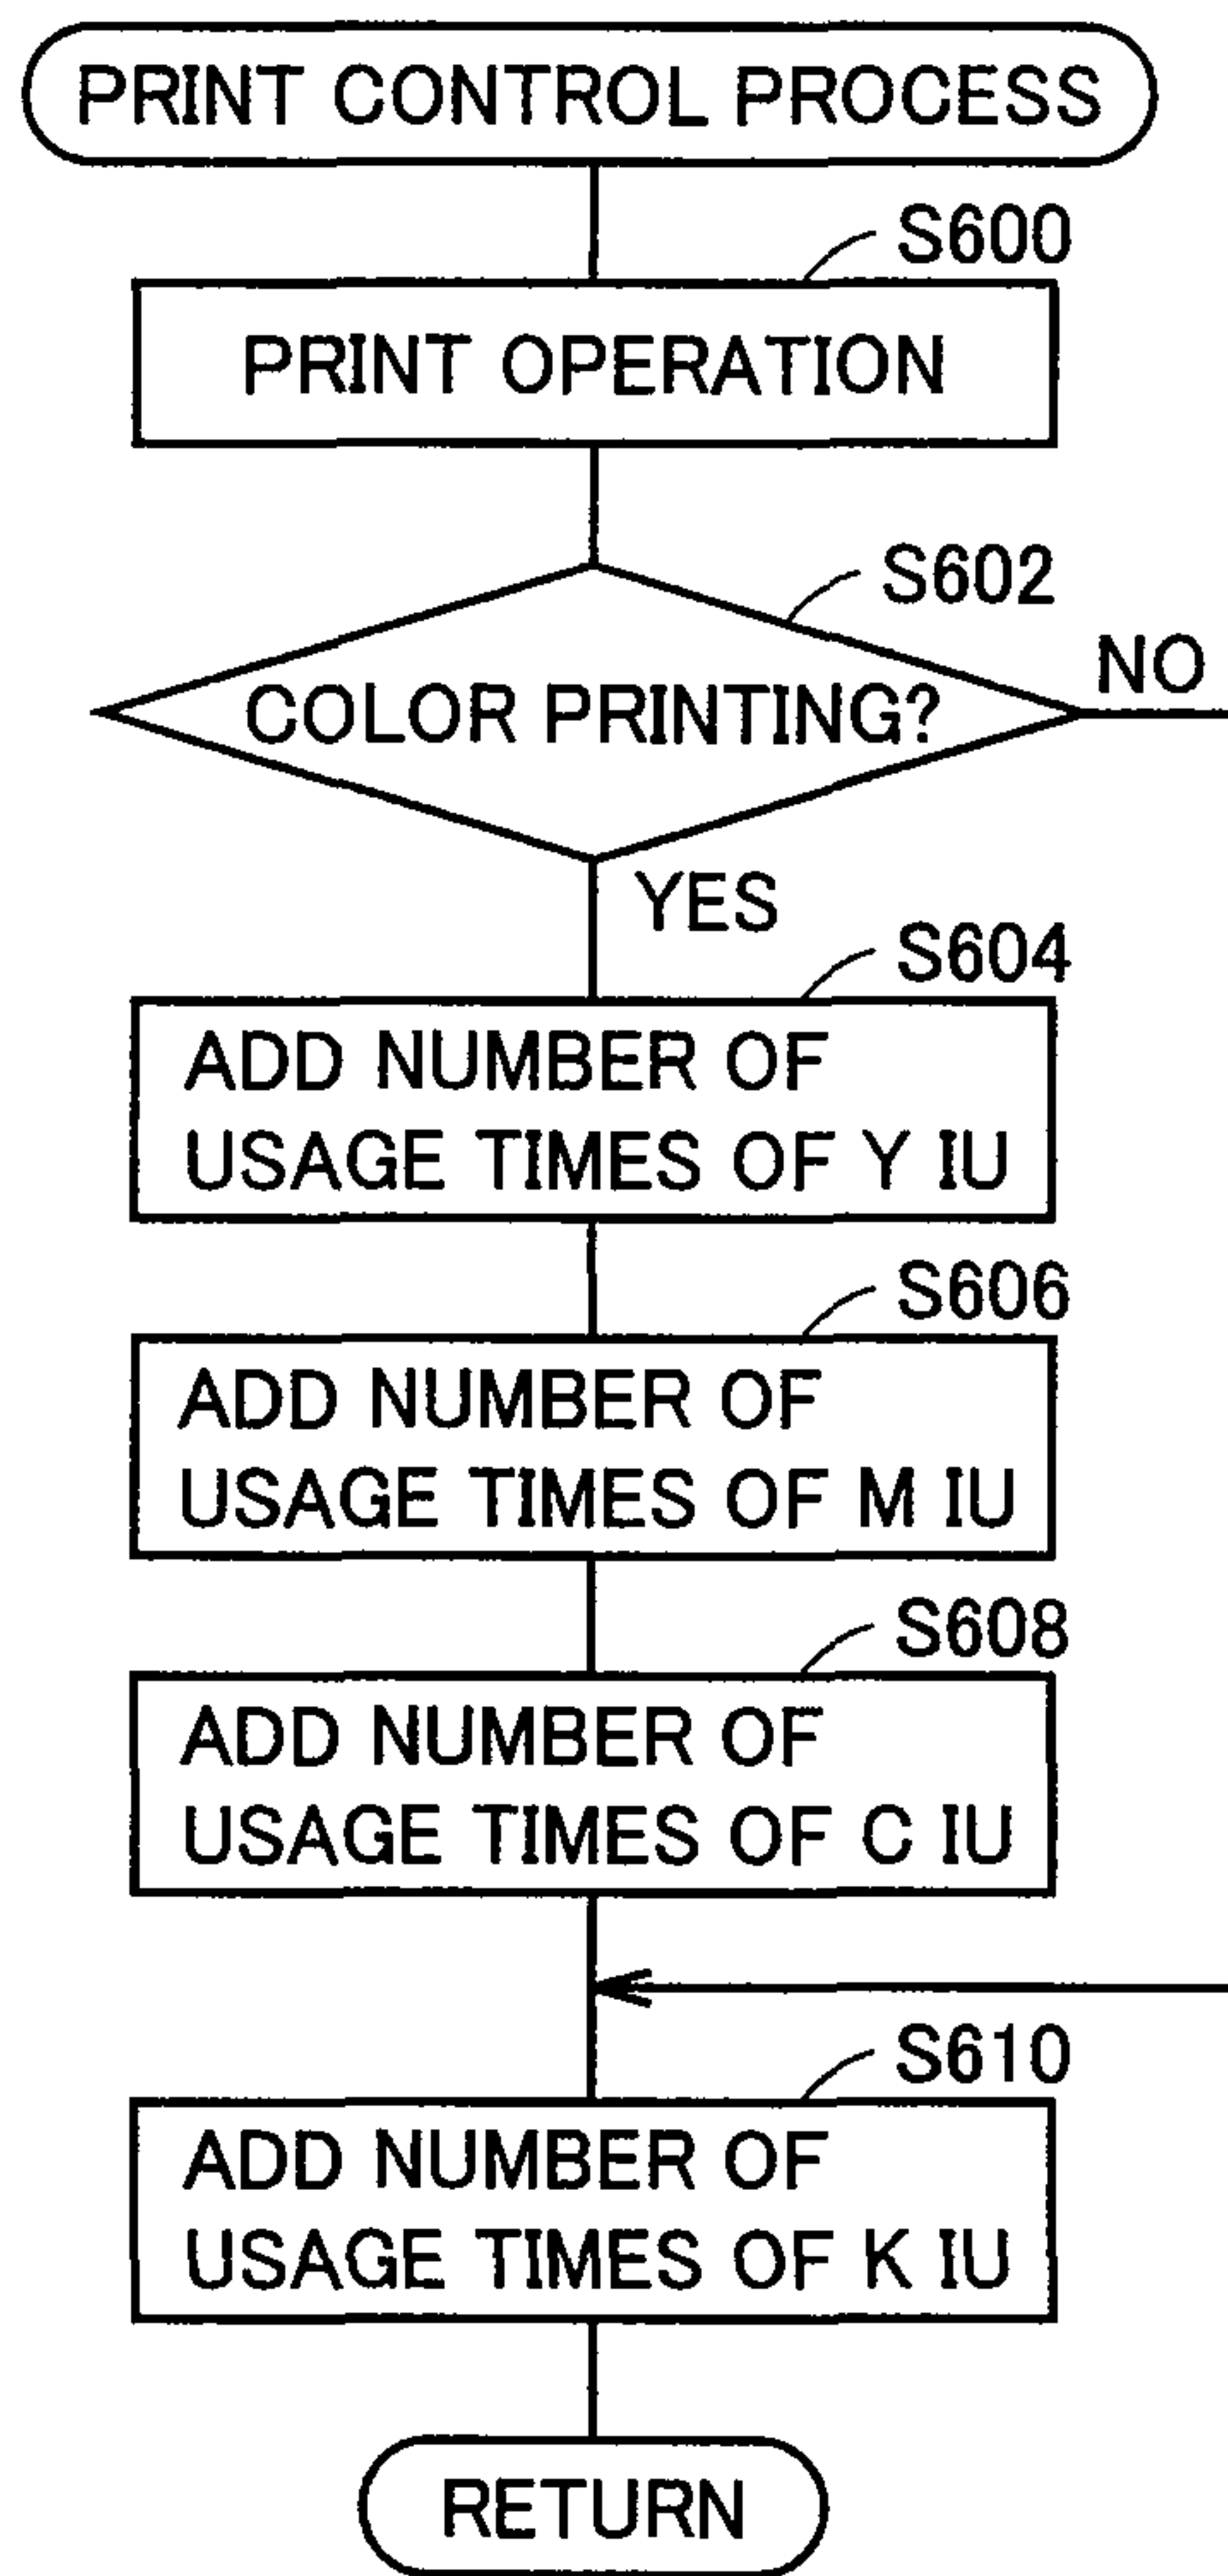 PRINT CONTROL PROCESS
S600
PRINT OPERATION
S602
NO
COLOR PRINTING?
YES
S604
ADD NUMBER OF
USAGE TIMES OF Y IU
S606
ADD NUMBER OF
USAGE TIMES OF M IU
S608
ADD NUMBER OF
USAGE TIMES OF C IU
S610
ADD NUMBER OF
USAGE TIMES OF K IU
RETURN